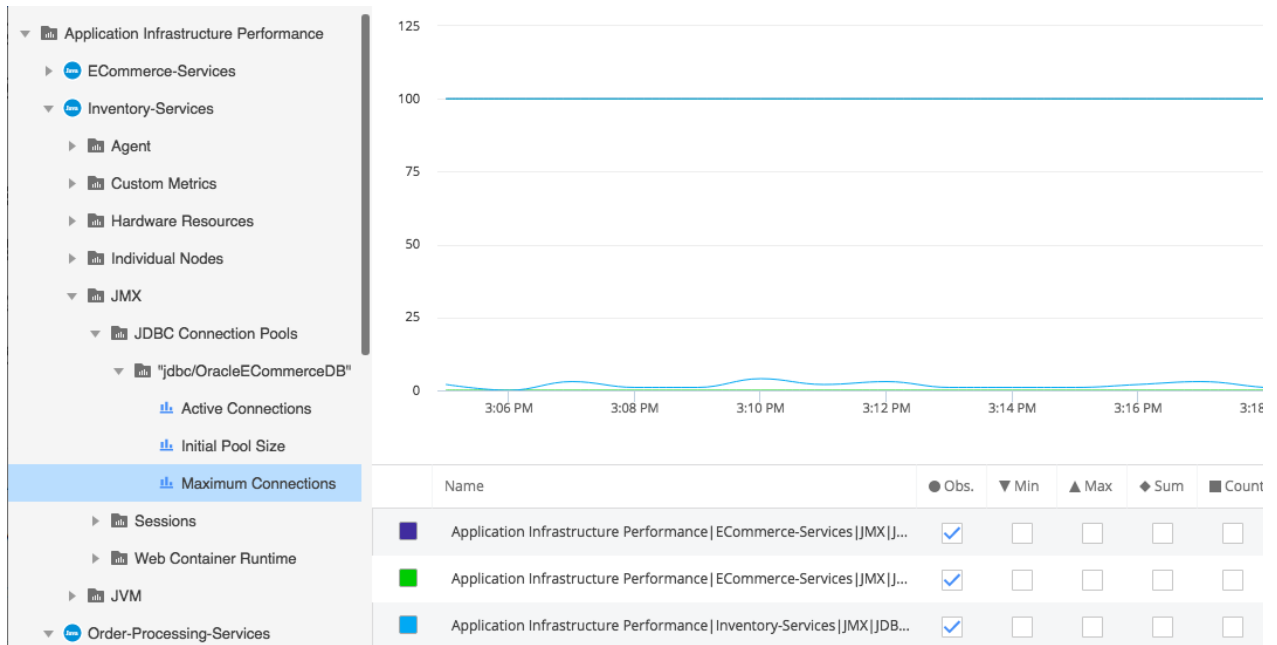 Application Infrastructure Performance
ECommerce-Services
Inventory-Services
Agent
Custom Metrics
Hardware Resources
Individual Nodes
JMX
JDBC Connection Pools
"jdbc/OracleECommerceDB"
Active Connections
Initial Pool Size
Maximum Connections
Sessions
Web Container Runtime
JVM
Order-Processing-Services
125
100
75
50
25
0
3:06 PM 3:08 PM 3:10 PM 3:12 PM 3:14 PM 3:16 PM 3:18
Name Obs. Min Max Sum Count
Application Infrastructure Performance|ECommerce-Services|JMX|J...
Application Infrastructure Performance|ECommerce-Services|JMX|J...
Application Infrastructure Performance|Inventory-Services|JMX|JDB...